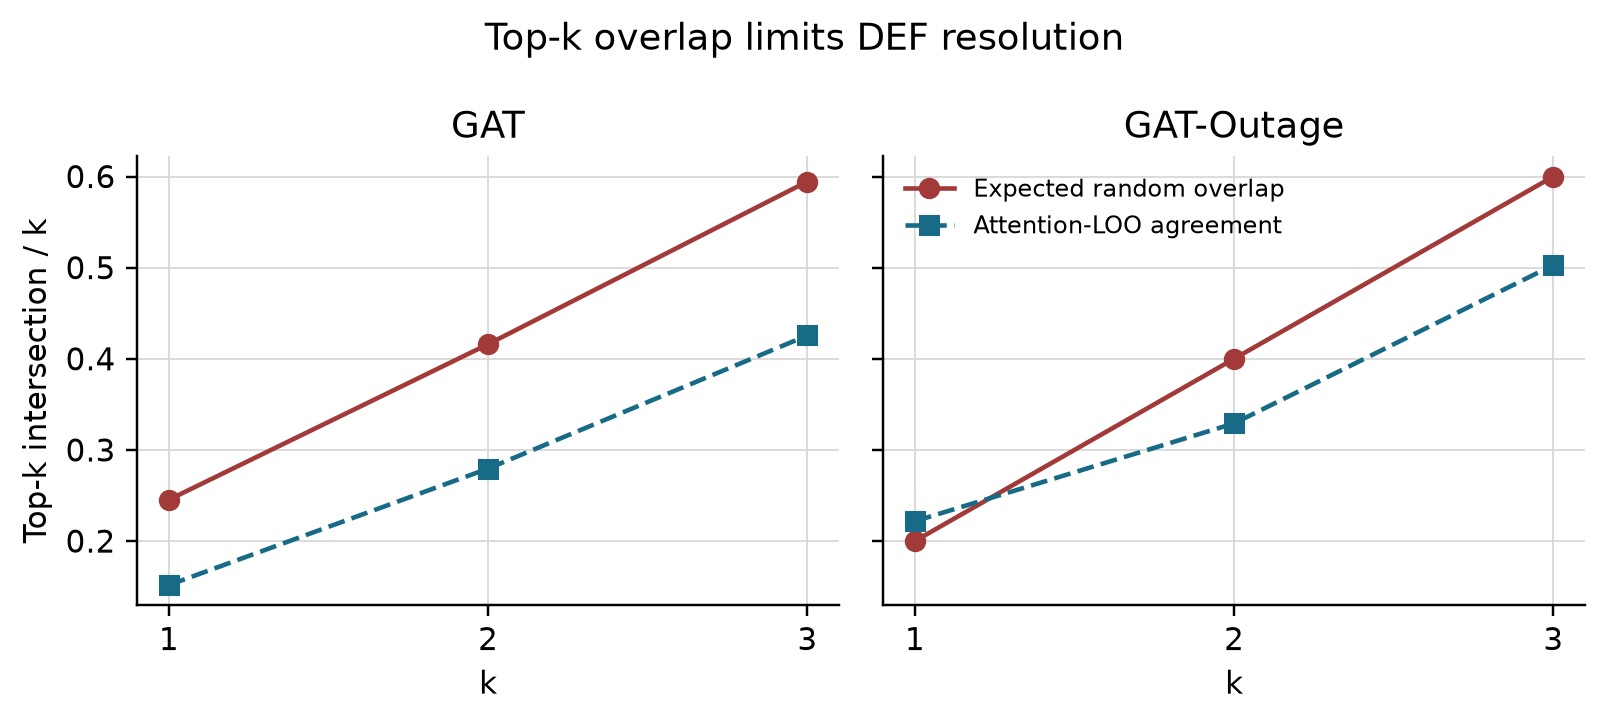 Top-k overlap limits DEF resolution
GAT
Top-k intersection / k
0.6
0.5
0.4
0.3
0.2
1
2
3
k
GAT-Outage
Expected random overlap
Attention-LOO agreement
1
2
3
k